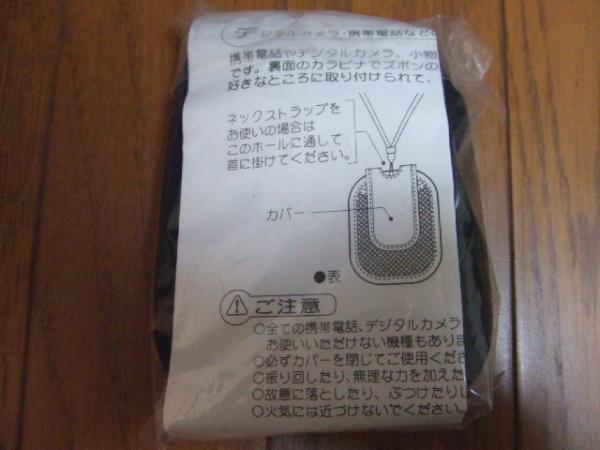 デジタルカメラ・携帯電話などの
携帯電話やデジタルカメラ、小物
です。裏面のカラビナでズボンの
好きなところに取り付けられて、
ネックストラップを
お使いの場合は
このホールに通して
首に掛けてください。
カバー
●表
ご注意
○全ての携帯電話、デジタルカメラ
お使いいただけない機種もありま
○必ずカバーを閉じてご使用くださ
○振り回したり、無理な力を加えた
○故意に落としたり、ぶつけたりし
○火気には近づけないでください。